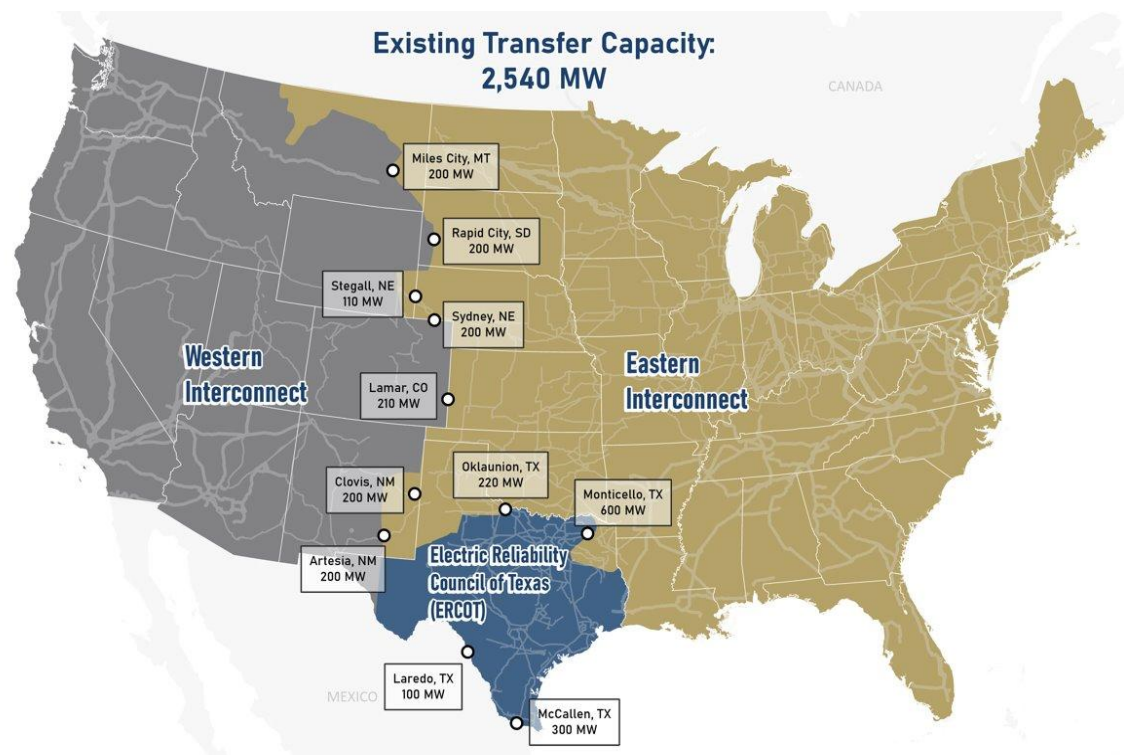 Existing Transfer Capacity:
2,540 MW
CANADA
Miles City, MT
200 MW
Rapid City, SD
200 MW
Stegall, NE
110 MW
Sydney, NE
200 MW
Western
Interconnect
Eastern
Interconnect
Lamar, CO
210 MW
Clovis, NM
200 MW
Oklaunion, TX
220 MW
Monticello, TX
600 MW
Artesia, NM
200 MW
Electric Reliability
Council of Texas
(ERCOT)
Laredo, TX
100 MW
MEXICO
McCallen, TX
300 MW